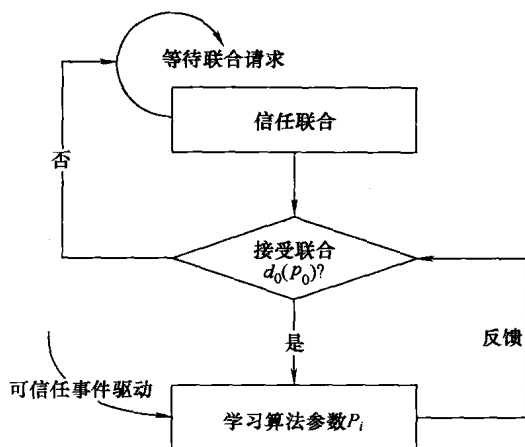 等待联合请求
信任联合
否
接受联合
d₀(p₀)?
是
反馈
可信任事件驱动
学习算法参数Pᵢ